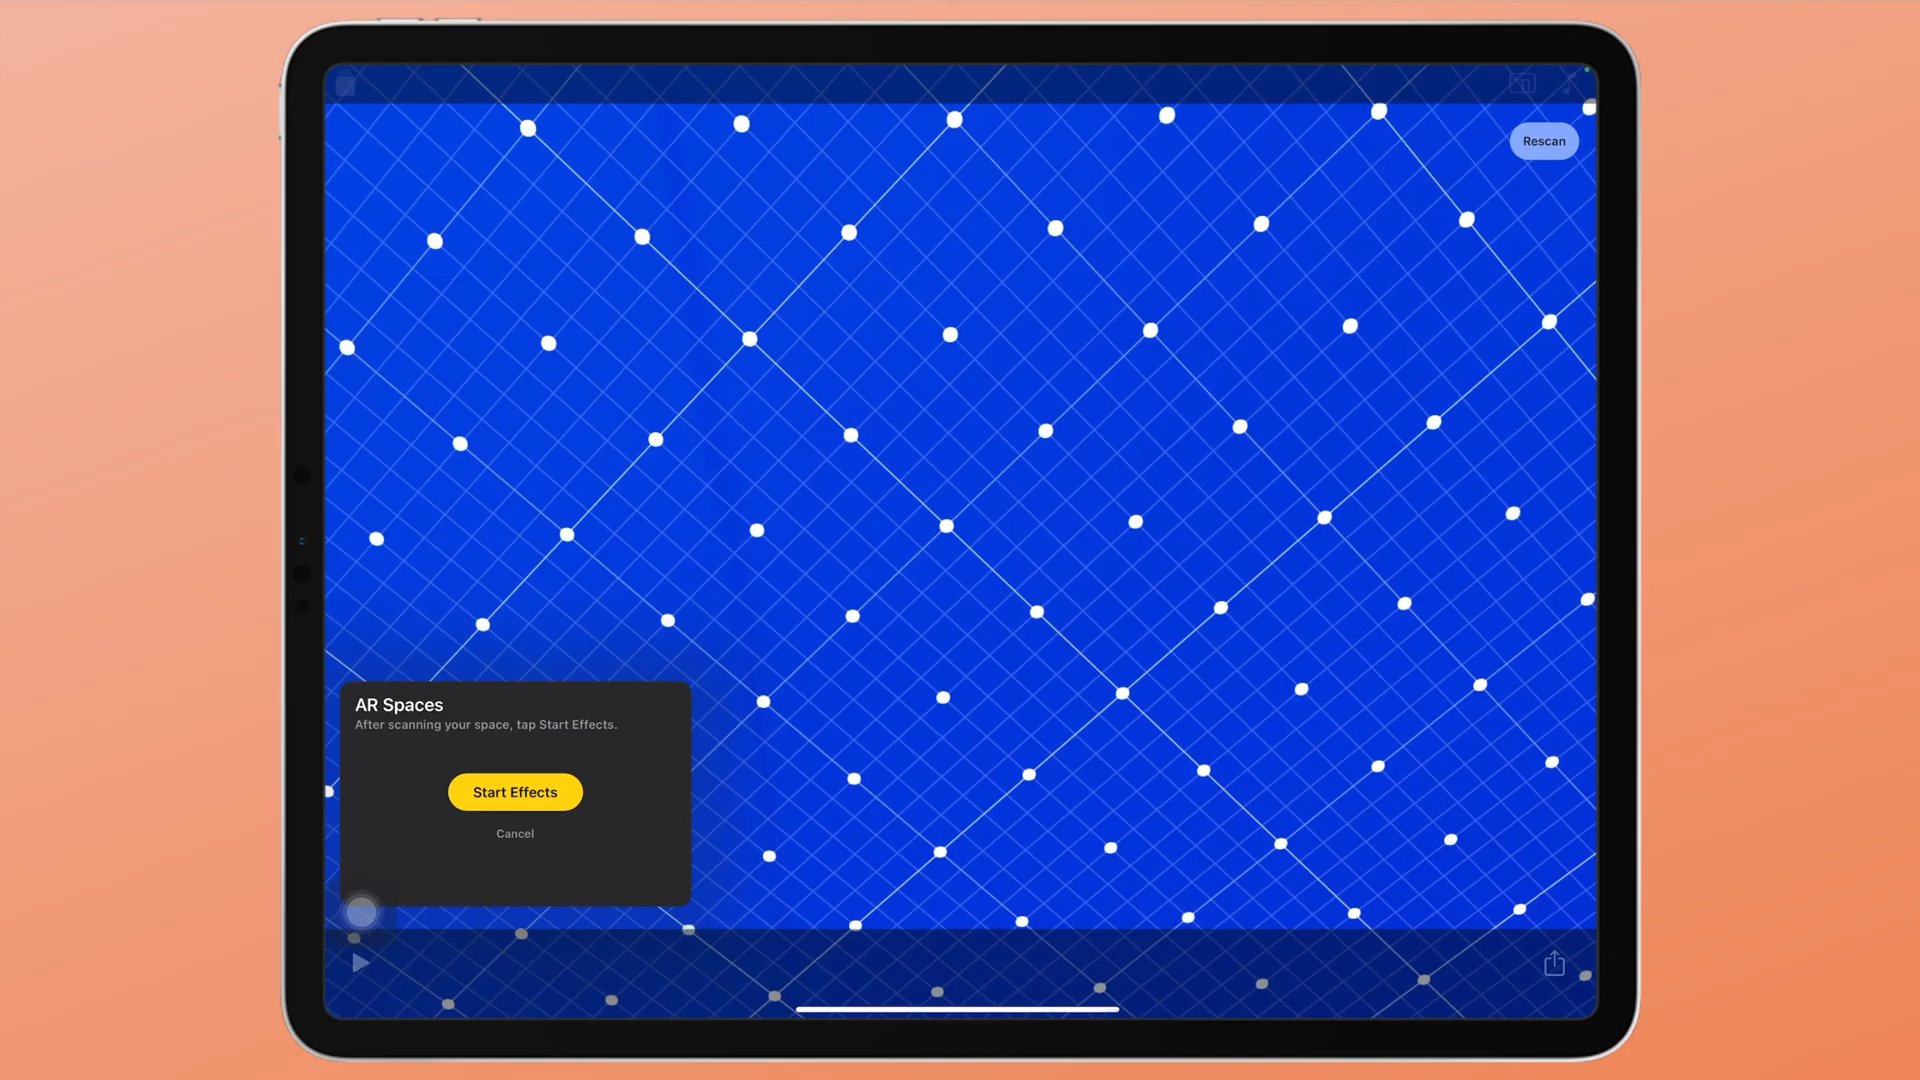 Rescan
AR Spaces
After scanning your space, tap Start Effects.
Start Effects
Cancel